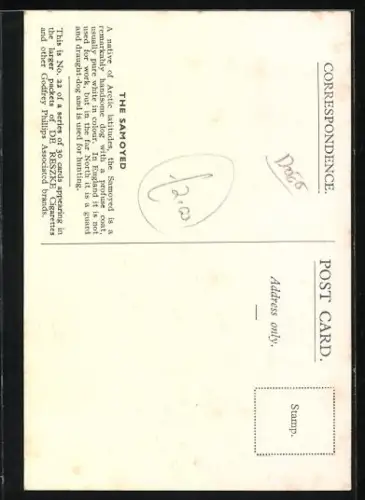 CORRESPONDENCE.
POST CARD.
Address only.
Stamp.
Dogs
THE SAMOYED
A native of Arctic latitudes, the Samoyed is a
remarkably handsome dog with a profuse coat,
usually pure white in colour. In England it is not
used for work, but in the far North it is a guard
and draught-dog and is used for hunting.
This is No. 22 of a series of 30 cards appearing in
the larger packets of DE RESZKE Cigarettes
and other Godfrey Phillips Associated brands.